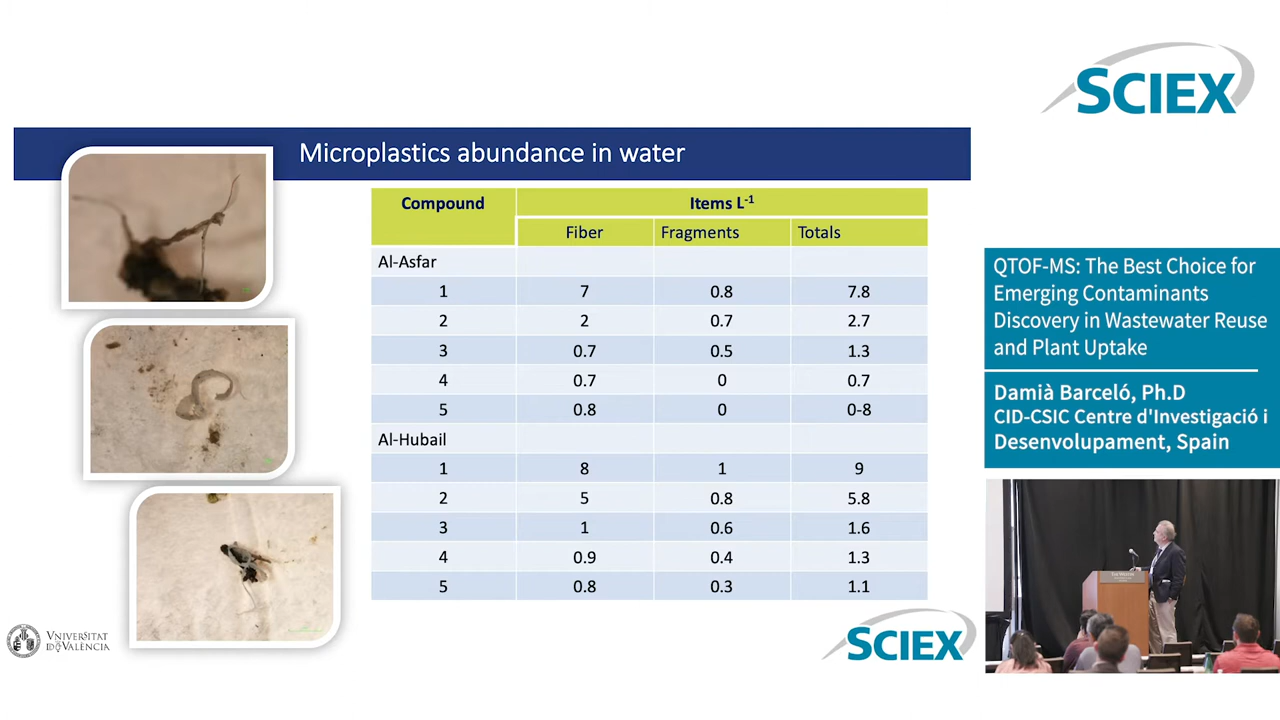 SCIEX
Microplastics abundance in water
Compound Items L-1
Fiber Fragments Totals
Al-Asfar
1 7 0.8 7.8
2 2 0.7 2.7
3 0.7 0.5 1.3
4 0.7 0 0.7
5 0.8 0 0-8
Al-Hubail
1 8 1 9
2 5 0.8 5.8
3 1 0.6 1.6
4 0.9 0.4 1.3
5 0.8 0.3 1.1
VNIVERSITAT
SCIEX
QTOF-MS: The Best Choice for
Emerging Contaminants
Discovery in Wastewater Reuse
and Plant Uptake
Damià Barceló, Ph.D
CID-CSIC Centre d'Investigació i
Desenvolupament, Spain